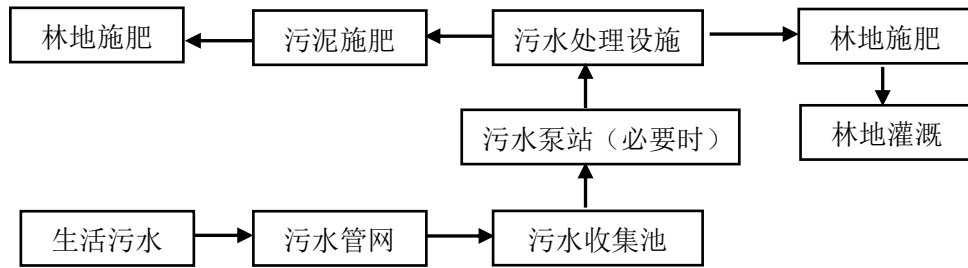 林地施肥
污泥施肥
污水处理设施
林地施肥
污水泵站（必要时）
林地灌溉
生活污水
污水管网
污水收集池